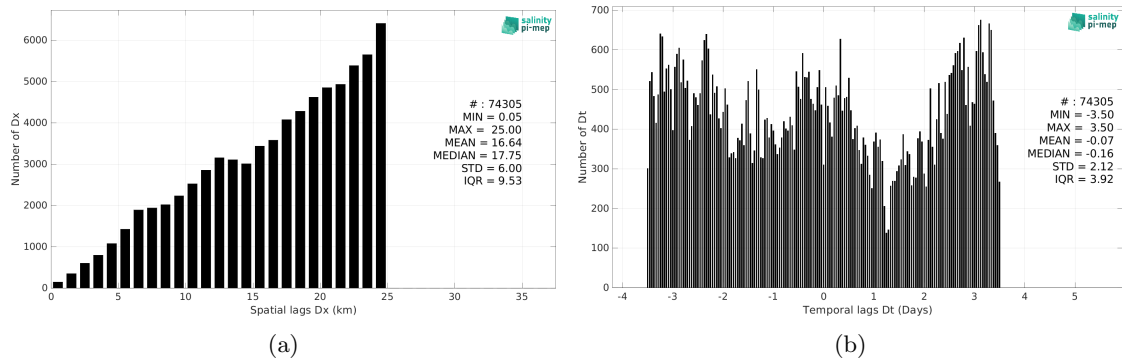 salinity
pi-mep
Number of Dx
6000
5000
4000
3000
2000
1000
0
# : 74305
MIN = 0.05
MAX = 25.00
MEAN = 16.64
MEDIAN = 17.75
STD = 6.00
IQR = 9.53
0 5 10 15 20 25 30 35
Spatial lags Dx (km)
(a)
salinity
pi-mep
Number of Dt
700
600
500
400
300
200
100
0
# : 74305
MIN = -3.50
MAX = 3.50
MEAN = -0.07
MEDIAN = -0.16
STD = 2.12
IQR = 3.92
-4 -3 -2 -1 0 1 2 3 4 5
Temporal lags Dt (Days)
(b)